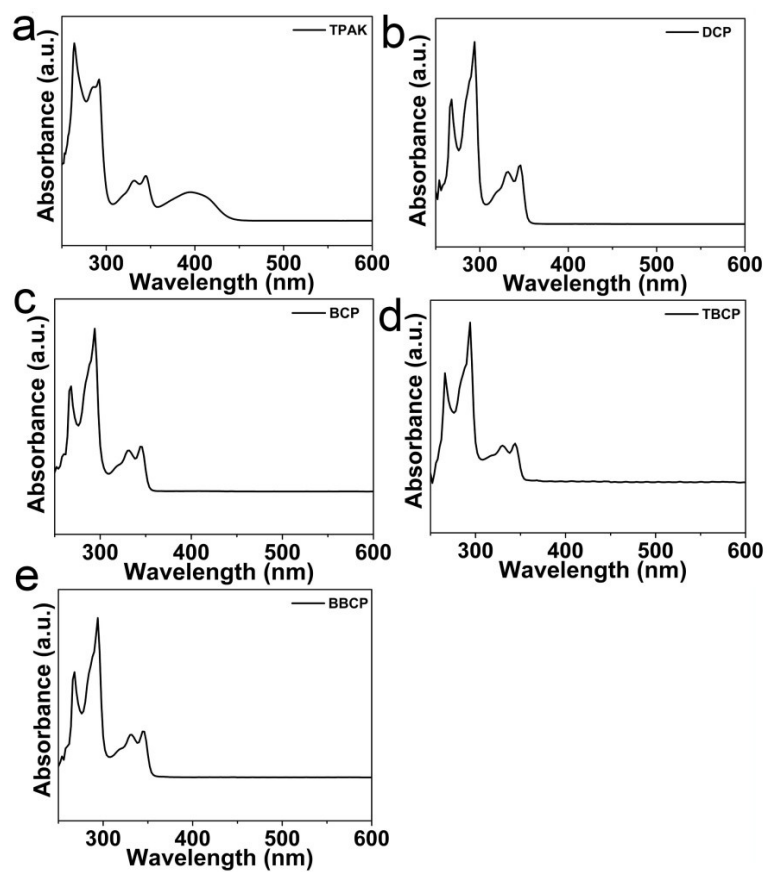 a
TPAK
Absorbance (a.u.)
300 400 500 600
Wavelength (nm)
b
DCP
Absorbance (a.u.)
300 400 500 600
Wavelength (nm)
c
BCP
Absorbance (a.u.)
300 400 500 600
Wavelength (nm)
d
TBCP
Absorbance (a.u.)
300 400 500 600
Wavelength (nm)
e
BBCP
Absorbance (a.u.)
300 400 500 600
Wavelength (nm)